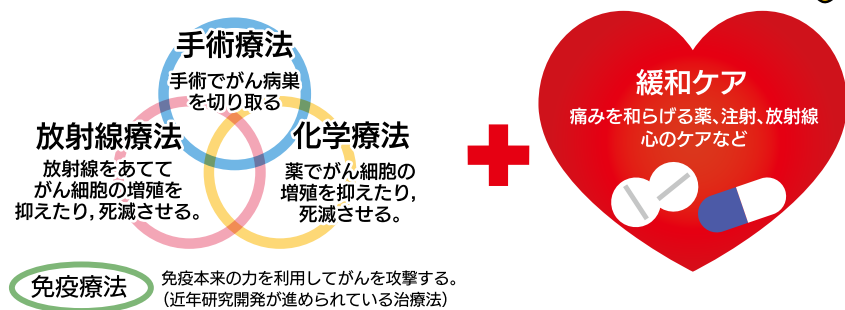 手術療法
手術でがん病巣
を切り取る
放射線療法
放射線をあてて
がん細胞の増殖を
抑えたり,死滅させる。
化学療法
薬でがん細胞の
増殖を抑えたり,
死滅させる。
緩和ケア
痛みを和らげる薬、注射、放射線
心のケアなど
免疫療法
免疫本来の力を利用してがんを攻撃する。
（近年研究開発が進められている治療法）